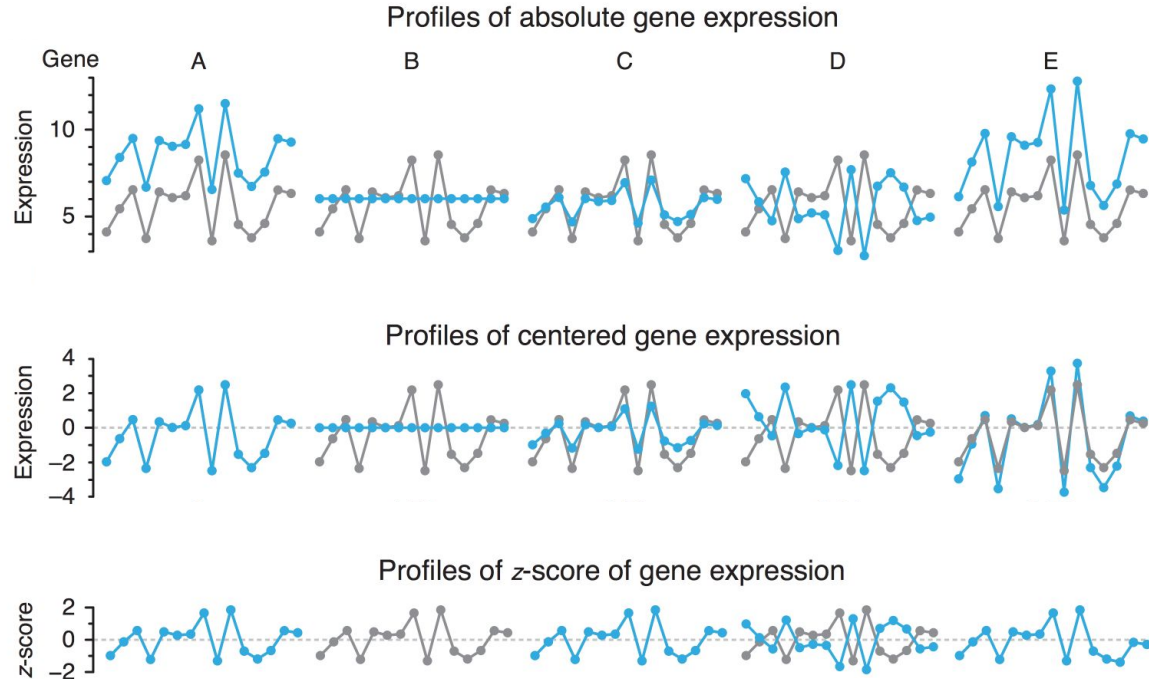 Profiles of absolute gene expression
Gene A B C D E
Expression
10
5
Profiles of centered gene expression
Expression
4
2
0
−2
−4
Profiles of z-score of gene expression
z-score
2
0
−2